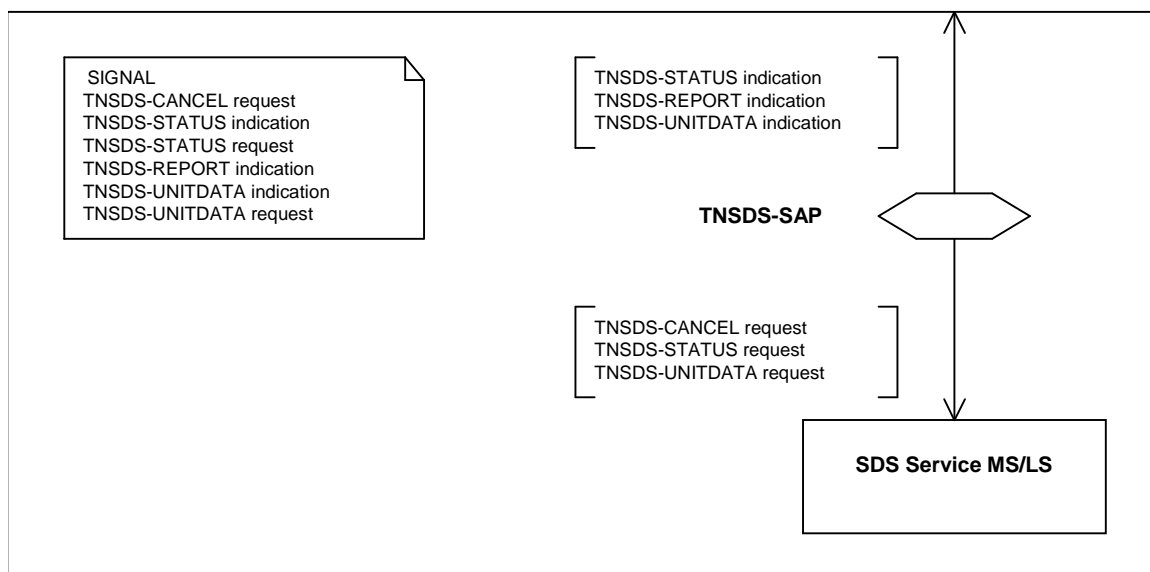 SIGNAL
TNSDS-CANCEL request
TNSDS-STATUS indication
TNSDS-STATUS request
TNSDS-REPORT indication
TNSDS-UNITDATA indication
TNSDS-UNITDATA request
TNSDS-STATUS indication
TNSDS-REPORT indication
TNSDS-UNITDATA indication
TNSDS-SAP
TNSDS-CANCEL request
TNSDS-STATUS request
TNSDS-UNITDATA request
SDS Service MS/LS